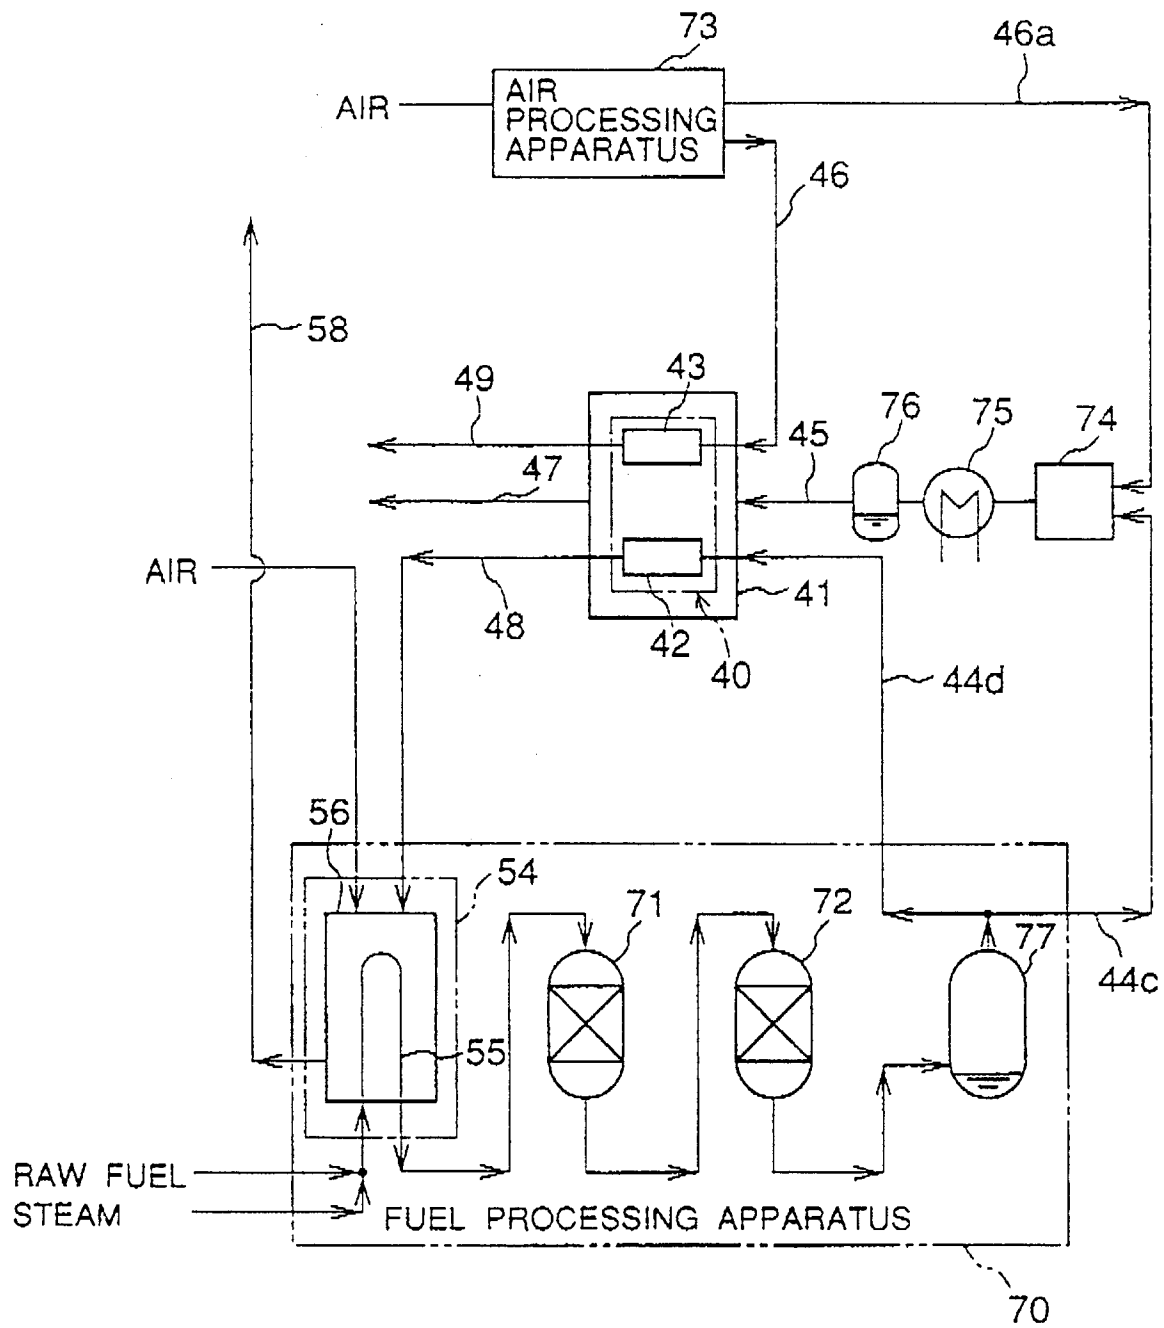 73
46a
AIR
AIR
PROCESSING
APPARATUS
46
58
49
43
45
76
75
74
47
AIR
48
42
41
40
44d
56
54
71
72
77
44c
55
RAW FUEL
STEAM
FUEL PROCESSING APPARATUS
70